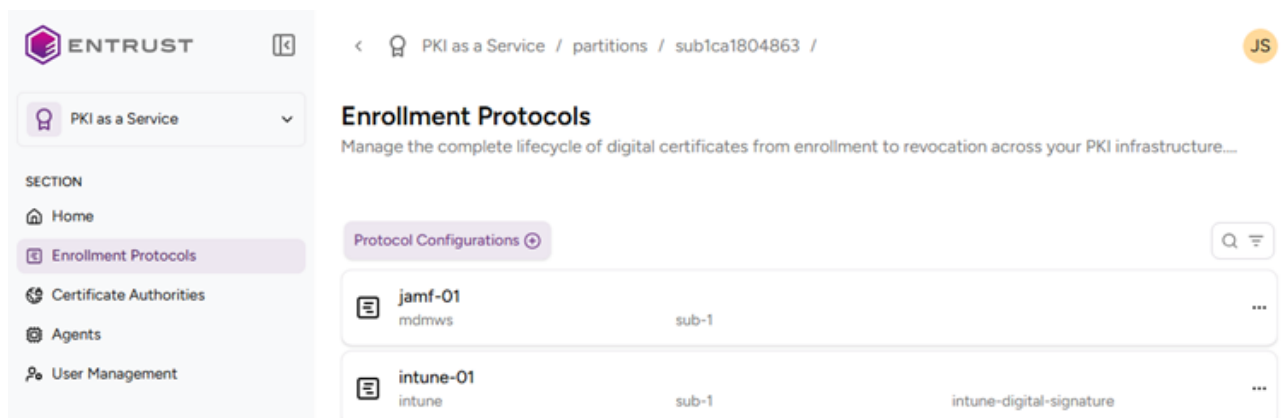 ENTRUST
PKI as a Service / partitions / sub1ca1804863 /
JS
PKI as a Service
SECTION
Home
Enrollment Protocols
Certificate Authorities
Agents
User Management
Enrollment Protocols
Manage the complete lifecycle of digital certificates from enrollment to revocation across your PKI infrastructure....
Protocol Configurations
jamf-01
mdmws sub-1
intune-01
intune sub-1 intune-digital-signature